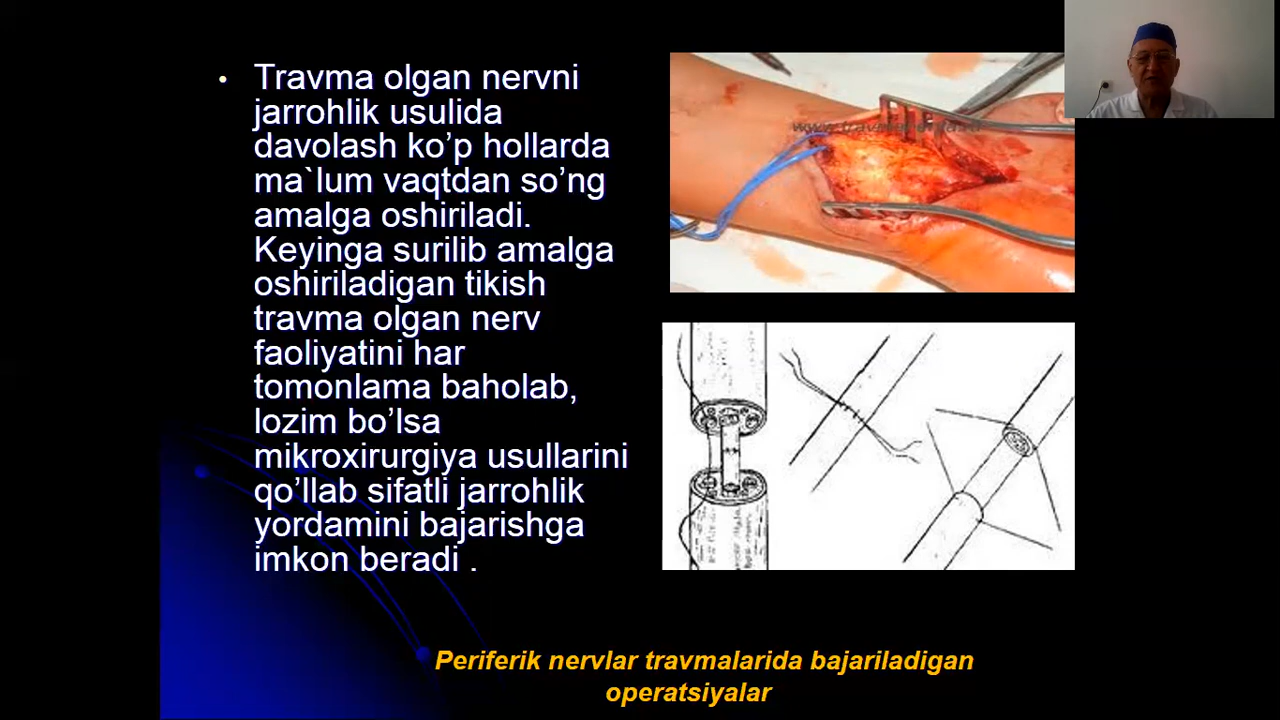 • Travma olgan nervni
jarrohlik usulida
davolash ko’p hollarda
ma`lum vaqtdan so’ng
amalga oshiriladi.
Keyinga surilib amalga
oshiriladigan tikish
travma olgan nerv
faoliyatini har
tomonlama baholab,
lozim bo’lsa
mikroxirurgiya usullarini
qo’llab sifatli jarrohlik
yordamini bajarishga
imkon beradi .
Periferik nervlar travmalarida bajariladigan
operatsiyalar